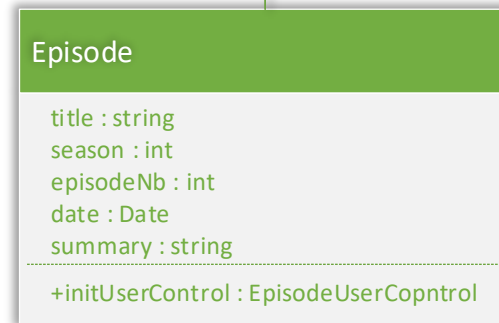 Episode
title : string
season : int
episodeNb : int
date : Date
summary : string
+initUserControl : EpisodeUserCopntrol